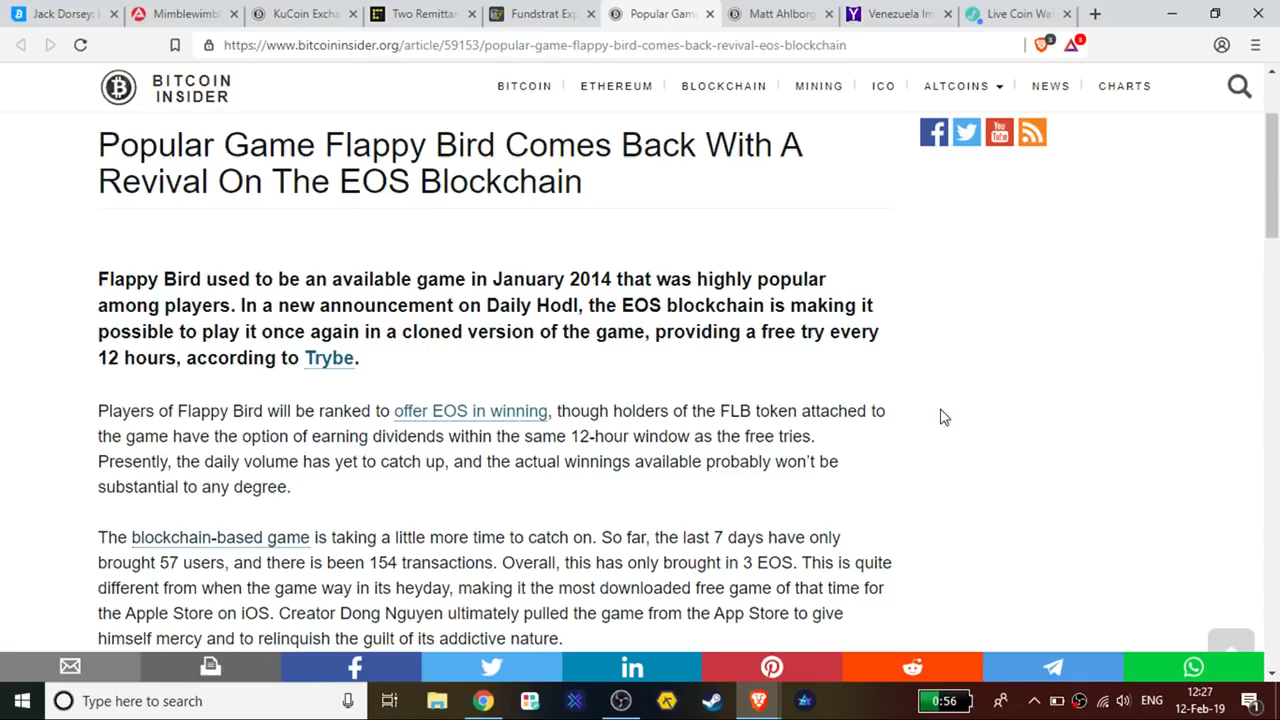 Jack Dorsey:
Mimblewimb
KuCoin Excha
Two Remitta
Fundstrat Exp
Popular Game
Matt Ahlborg
Venezuela In
Live Coin Wa
https://www.bitcoininsider.org/article/59153/popular-game-flappy-bird-comes-back-revival-eos-blockchain
3
3
BITCOIN
INSIDER
BITCOIN ETHEREUM BLOCKCHAIN MINING ICO ALTCOINS NEWS CHARTS
Popular Game Flappy Bird Comes Back With A
Revival On The EOS Blockchain
You
Tube
Flappy Bird used to be an available game in January 2014 that was highly popular
among players. In a new announcement on Daily Hodl, the EOS blockchain is making it
possible to play it once again in a cloned version of the game, providing a free try every
12 hours, according to Trybe.
Players of Flappy Bird will be ranked to offer EOS in winning, though holders of the FLB token attached to
the game have the option of earning dividends within the same 12-hour window as the free tries.
Presently, the daily volume has yet to catch up, and the actual winnings available probably won't be
substantial to any degree.
The blockchain-based game is taking a little more time to catch on. So far, the last 7 days have only
brought 57 users, and there is been 154 transactions. Overall, this has only brought in 3 EOS. This is quite
different from when the game way in its heyday, making it the most downloaded free game of that time for
the Apple Store on iOS. Creator Dong Nguyen ultimately pulled the game from the App Store to give
himself mercy and to relinquish the guilt of its addictive nature.
Type here to search
0:56
ENG
12:27
12-Feb-19
1